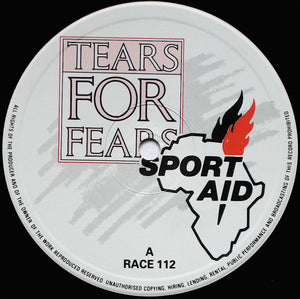 TEARS
FOR
FEARS
SPORT
AID
A
RACE 112
ALL RIGHTS OF THE PRODUCER AND OF THE OWNER OF THE WORK REPRODUCED RESERVED. UNAUTHORISED COPYING, HIRING, LENDING, RENTAL, PUBLIC PERFORMANCE AND BROADCASTING OF THIS RECORD PROHIBITED